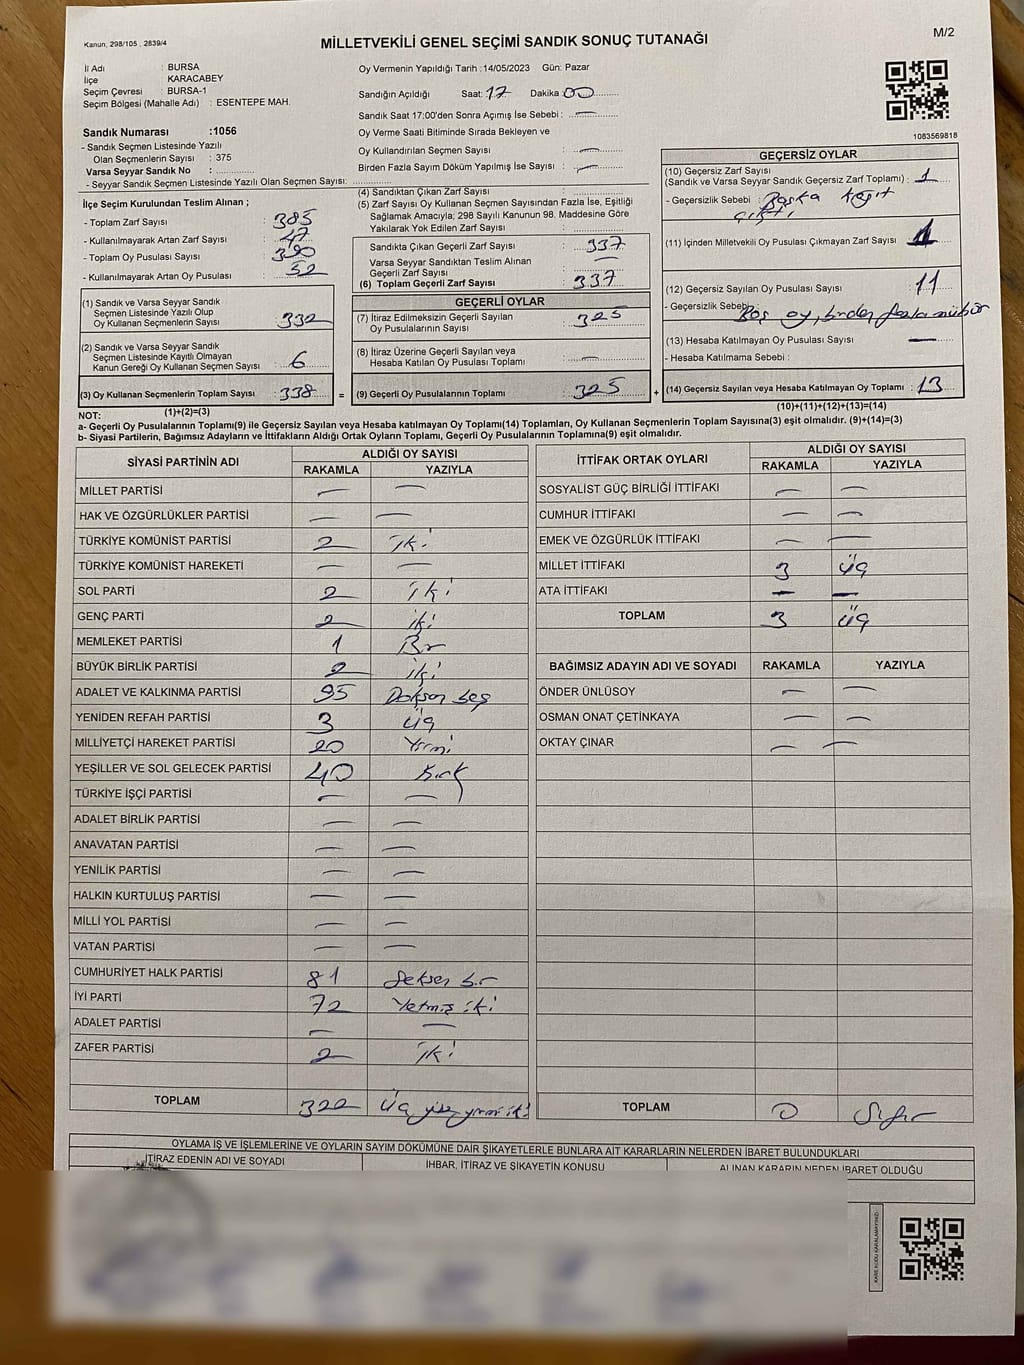 Kanun, 298/105 , 2839/4
MİLLETVEKİLİ GENEL SEÇİMİ SANDIK SONUÇ TUTANAĞI
M/2
İl Adı : BURSA
İlçe : KARACABEY
Seçim Çevresi : BURSA-1
Seçim Bölgesi (Mahalle Adı) : ESENTEPE MAH.
Sandık Numarası :1056
- Sandık Seçmen Listesinde Yazılı
Olan Seçmenlerin Sayısı : 375
Varsa Seyyar Sandık No :
- Seyyar Sandık Seçmen Listesinde Yazılı Olan Seçmen Sayısı:
İlçe Seçim Kurulundan Teslim Alınan ;
- Toplam Zarf Sayısı : 385
- Kullanılmayarak Artan Zarf Sayısı : 47
- Toplam Oy Pusulası Sayısı : 390
- Kullanılmayarak Artan Oy Pusulası : 52
(1) Sandık ve Varsa Seyyar Sandık
Seçmen Listesinde Yazılı Olup
Oy Kullanan Seçmenlerin Sayısı : 332
(2) Sandık ve Varsa Seyyar Sandık
Seçmen Listesinde Kayıtlı Olmayan
Kanun Gereği Oy Kullanan Seçmen Sayısı : 6
(3) Oy Kullanan Seçmenlerin Toplam Sayısı : 338 =
(1)+(2)=(3)
Oy Vermenin Yapıldığı Tarih :14/05/2023 Gün: Pazar
Sandığın Açıldığı Saat: 17 Dakika: 00
Sandık Saat 17:00'den Sonra Açımış İse Sebebi : —
Oy Verme Saati Bitiminde Sırada Bekleyen ve
Oy Kullandırılan Seçmen Sayısı : —
Birden Fazla Sayım Döküm Yapılmış İse Sayısı : —
(4) Sandıktan Çıkan Zarf Sayısı :
(5) Zarf Sayısı Oy Kullanan Seçmen Sayısından Fazla İse, Eşitliği
Sağlamak Amacıyla; 298 Sayılı Kanunun 98. Maddesine Göre
Yakılarak Yok Edilen Zarf Sayısı :
Sandıkta Çıkan Geçerli Zarf Sayısı : 337
Varsa Seyyar Sandıktan Teslim Alınan
Geçerli Zarf Sayısı : —
(6) Toplam Geçerli Zarf Sayısı : 337
GEÇERLİ OYLAR
(7) İtiraz Edilmeksizin Geçerli Sayılan
Oy Pusulalarının Sayısı : 325
(8) İtiraz Üzerine Geçerli Sayılan veya
Hesaba Katılan Oy Pusulası Toplamı : —
(9) Geçerli Oy Pusulalarının Toplamı : 325 +
1083569818
GEÇERSİZ OYLAR
(10) Geçersiz Zarf Sayısı
(Sandık ve Varsa Seyyar Sandık Geçersiz Zarf Toplamı) : 1
- Geçersizlik Sebebi : Başka kağıt
çıktı,
(11) İçinden Milletvekili Oy Pusulası Çıkmayan Zarf Sayısı : 1
(12) Geçersiz Sayılan Oy Pusulası Sayısı : 11
- Geçersizlik Sebebi: Boş oy, birden fazla mühür
(13) Hesaba Katılmayan Oy Pusulası Sayısı : —
- Hesaba Katılmama Sebebi :
(14) Geçersiz Sayılan veya Hesaba Katılmayan Oy Toplamı : 13
(10)+(11)+(12)+(13)=(14)
NOT:
a- Geçerli Oy Pusulalarının Toplamı(9) ile Geçersiz Sayılan veya Hesaba katılmayan Oy Toplamı(14) Toplamları, Oy Kullanan Seçmenlerin Toplam Sayısına(3) eşit olmalıdır. (9)+(14)=(3)
b- Siyasi Partilerin, Bağımsız Adayların ve İttifakların Aldığı Ortak Oyların Toplamı, Geçerli Oy Pusulalarının Toplamına(9) eşit olmalıdır.
SİYASİ PARTİNİN ADI ALDIĞI OY SAYISI
RAKAMLA YAZIYLA
MİLLET PARTİSİ — —
HAK VE ÖZGÜRLÜKLER PARTİSİ — —
TÜRKİYE KOMÜNİST PARTİSİ 2 iki
TÜRKİYE KOMÜNİST HAREKETİ — —
SOL PARTİ 2 iki
GENÇ PARTİ 2 iki
MEMLEKET PARTİSİ 1 Bir
BÜYÜK BİRLİK PARTİSİ 2 iki
ADALET VE KALKINMA PARTİSİ 95 Doksan beş
YENİDEN REFAH PARTİSİ 3 üç
MİLLİYETÇİ HAREKET PARTİSİ 20 Yirmi
YEŞİLLER VE SOL GELECEK PARTİSİ 40 Kırk
TÜRKİYE İŞÇİ PARTİSİ — —
ADALET BİRLİK PARTİSİ — —
ANAVATAN PARTİSİ — —
YENİLİK PARTİSİ — —
HALKIN KURTULUŞ PARTİSİ — —
MİLLİ YOL PARTİSİ — —
VATAN PARTİSİ — —
CUMHURİYET HALK PARTİSİ 81 Seksen bir
İYİ PARTİ 72 Yetmiş iki
ADALET PARTİSİ — —
ZAFER PARTİSİ 2 iki
TOPLAM 322 üç yüz yirmi iki
İTTİFAK ORTAK OYLARI ALDIĞI OY SAYISI
RAKAMLA YAZIYLA
SOSYALİST GÜÇ BİRLİĞİ İTTİFAKI — —
CUMHUR İTTİFAKI — —
EMEK VE ÖZGÜRLÜK İTTİFAKI — —
MİLLET İTTİFAKI 3 üç
ATA İTTİFAKI — —
TOPLAM 3 üç
BAĞIMSIZ ADAYIN ADI VE SOYADI RAKAMLA YAZIYLA
ÖNDER ÜNLÜSOY — —
OSMAN ONAT ÇETİNKAYA — —
OKTAY ÇINAR — —
TOPLAM 0 Sıfır
OYLAMA İŞ VE İŞLEMLERİNE VE OYLARIN SAYIM DÖKÜMÜNE DAİR ŞİKAYETLERLE BUNLARA AİT KARARLARIN NELERDEN İBARET BULUNDUKLARI
İTİRAZ EDENİN ADI VE SOYADI İHBAR, İTİRAZ VE ŞİKAYETİN KONUSU ALINAN KARARIN NEDEN İBARET OLDUĞU
KARE KODU KARALAMAYINIZ